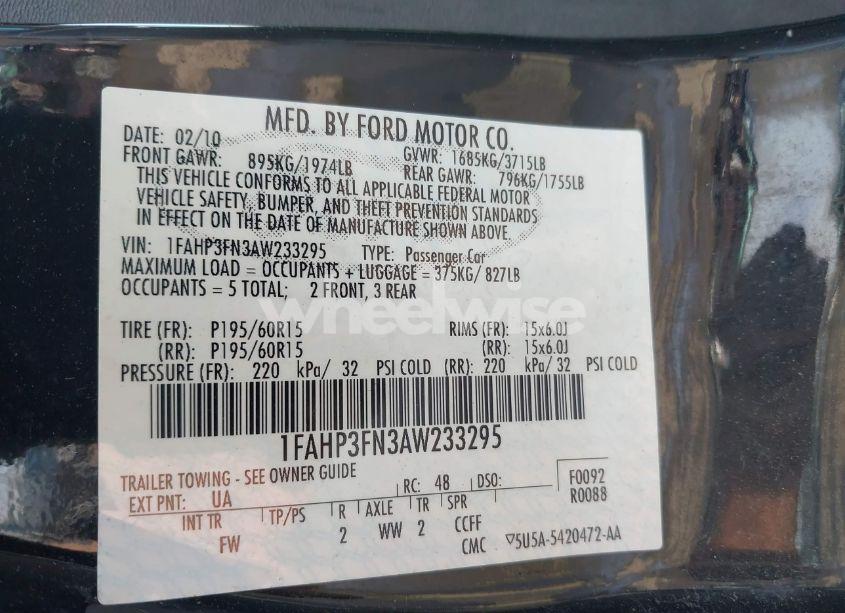 MFD. BY FORD MOTOR CO.
DATE: 02/10 GVWR: 1685KG/3715LB
FRONT GAWR: 895KG/1974LB REAR GAWR: 796KG/1755LB
THIS VEHICLE CONFORMS TO ALL APPLICABLE FEDERAL MOTOR
VEHICLE SAFETY, BUMPER, AND THEFT PREVENTION STANDARDS
IN EFFECT ON THE DATE OF MANUFACTURE SHOWN ABOVE.
VIN: 1FAHP3FN3AW233295 TYPE: Passenger Car
MAXIMUM LOAD = OCCUPANTS + LUGGAGE = 375KG/ 827LB
OCCUPANTS = 5 TOTAL; 2 FRONT, 3 REAR
wheelwise
TIRE (FR): P195/60R15 RIMS (FR): 15x6.0J
(RR): P195/60R15 (RR): 15x6.0J
PRESSURE (FR): 220 kPa/ 32 PSI COLD (RR): 220 kPa/ 32 PSI COLD
1FAHP3FN3AW233295
TRAILER TOWING - SEE OWNER GUIDE
RC: 48 DSO: F0092
EXT PNT: UA R0088
INT TR TP/PS R AXLE TR SPR
FW 2 WW 2 CCFF
CMC ▽5U5A-5420472-AA